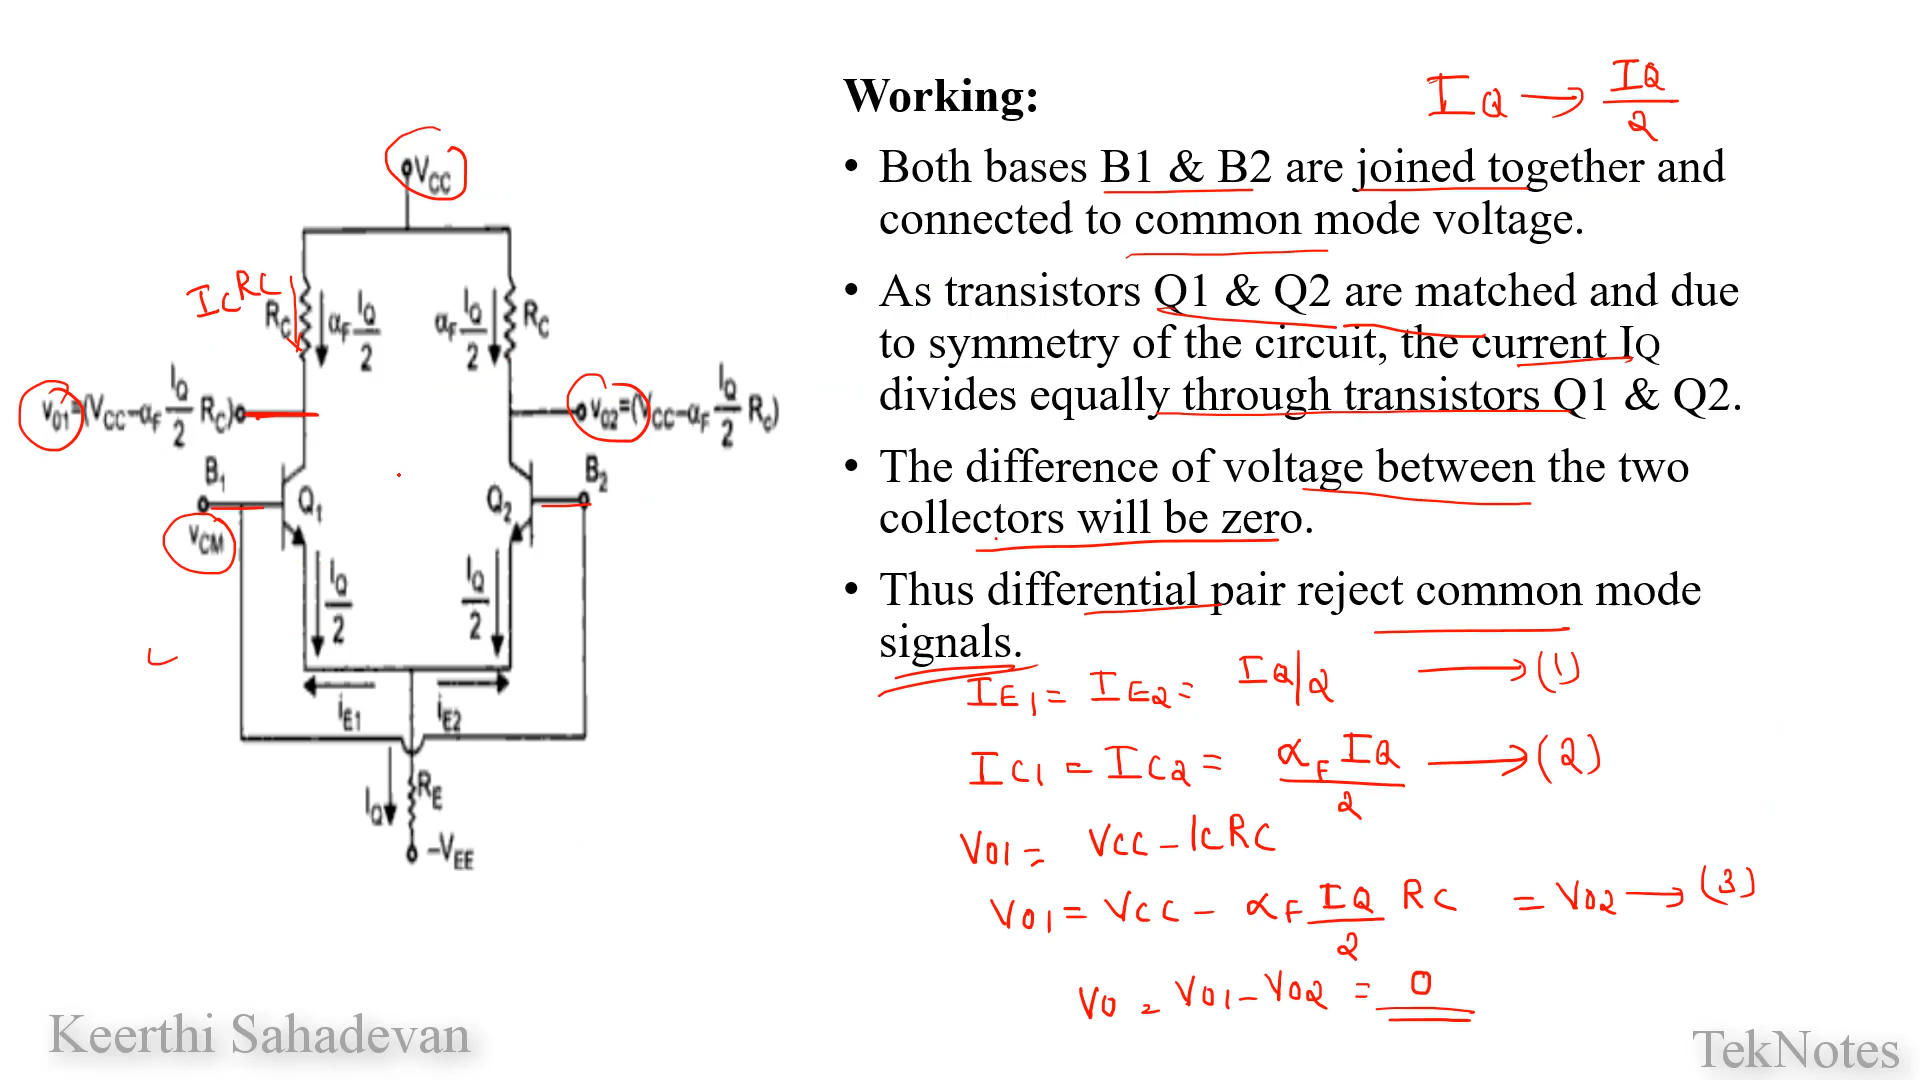 Working:
I Q → IQ/2
• Both bases B1 & B2 are joined together and
connected to common mode voltage.
• As transistors Q1 & Q2 are matched and due
to symmetry of the circuit, the current IQ
divides equally through transistors Q1 & Q2.
• The difference of voltage between the two
collectors will be zero.
• Thus differential pair reject common mode
signals.
IE1 = IE2 = IQ/2 → (1)
IC1 = IC2 = αF IQ/2 → (2)
V01 = VCC - ICRC
V01 = VCC - αF IQ/2 RC = V02 → (3)
V0 = V01 - V02 = 0
VCC
IC RC
RC αF IQ/2 αF IQ/2 RC
V01=(VCC-αF IQ/2 RC) V02=(VCC-αF IQ/2 Rc)
B1 B2
Q1 Q2
VCM
IQ/2 IQ/2
iE1 iE2
IQ RE
-VEE
Keerthi Sahadevan
TekNotes